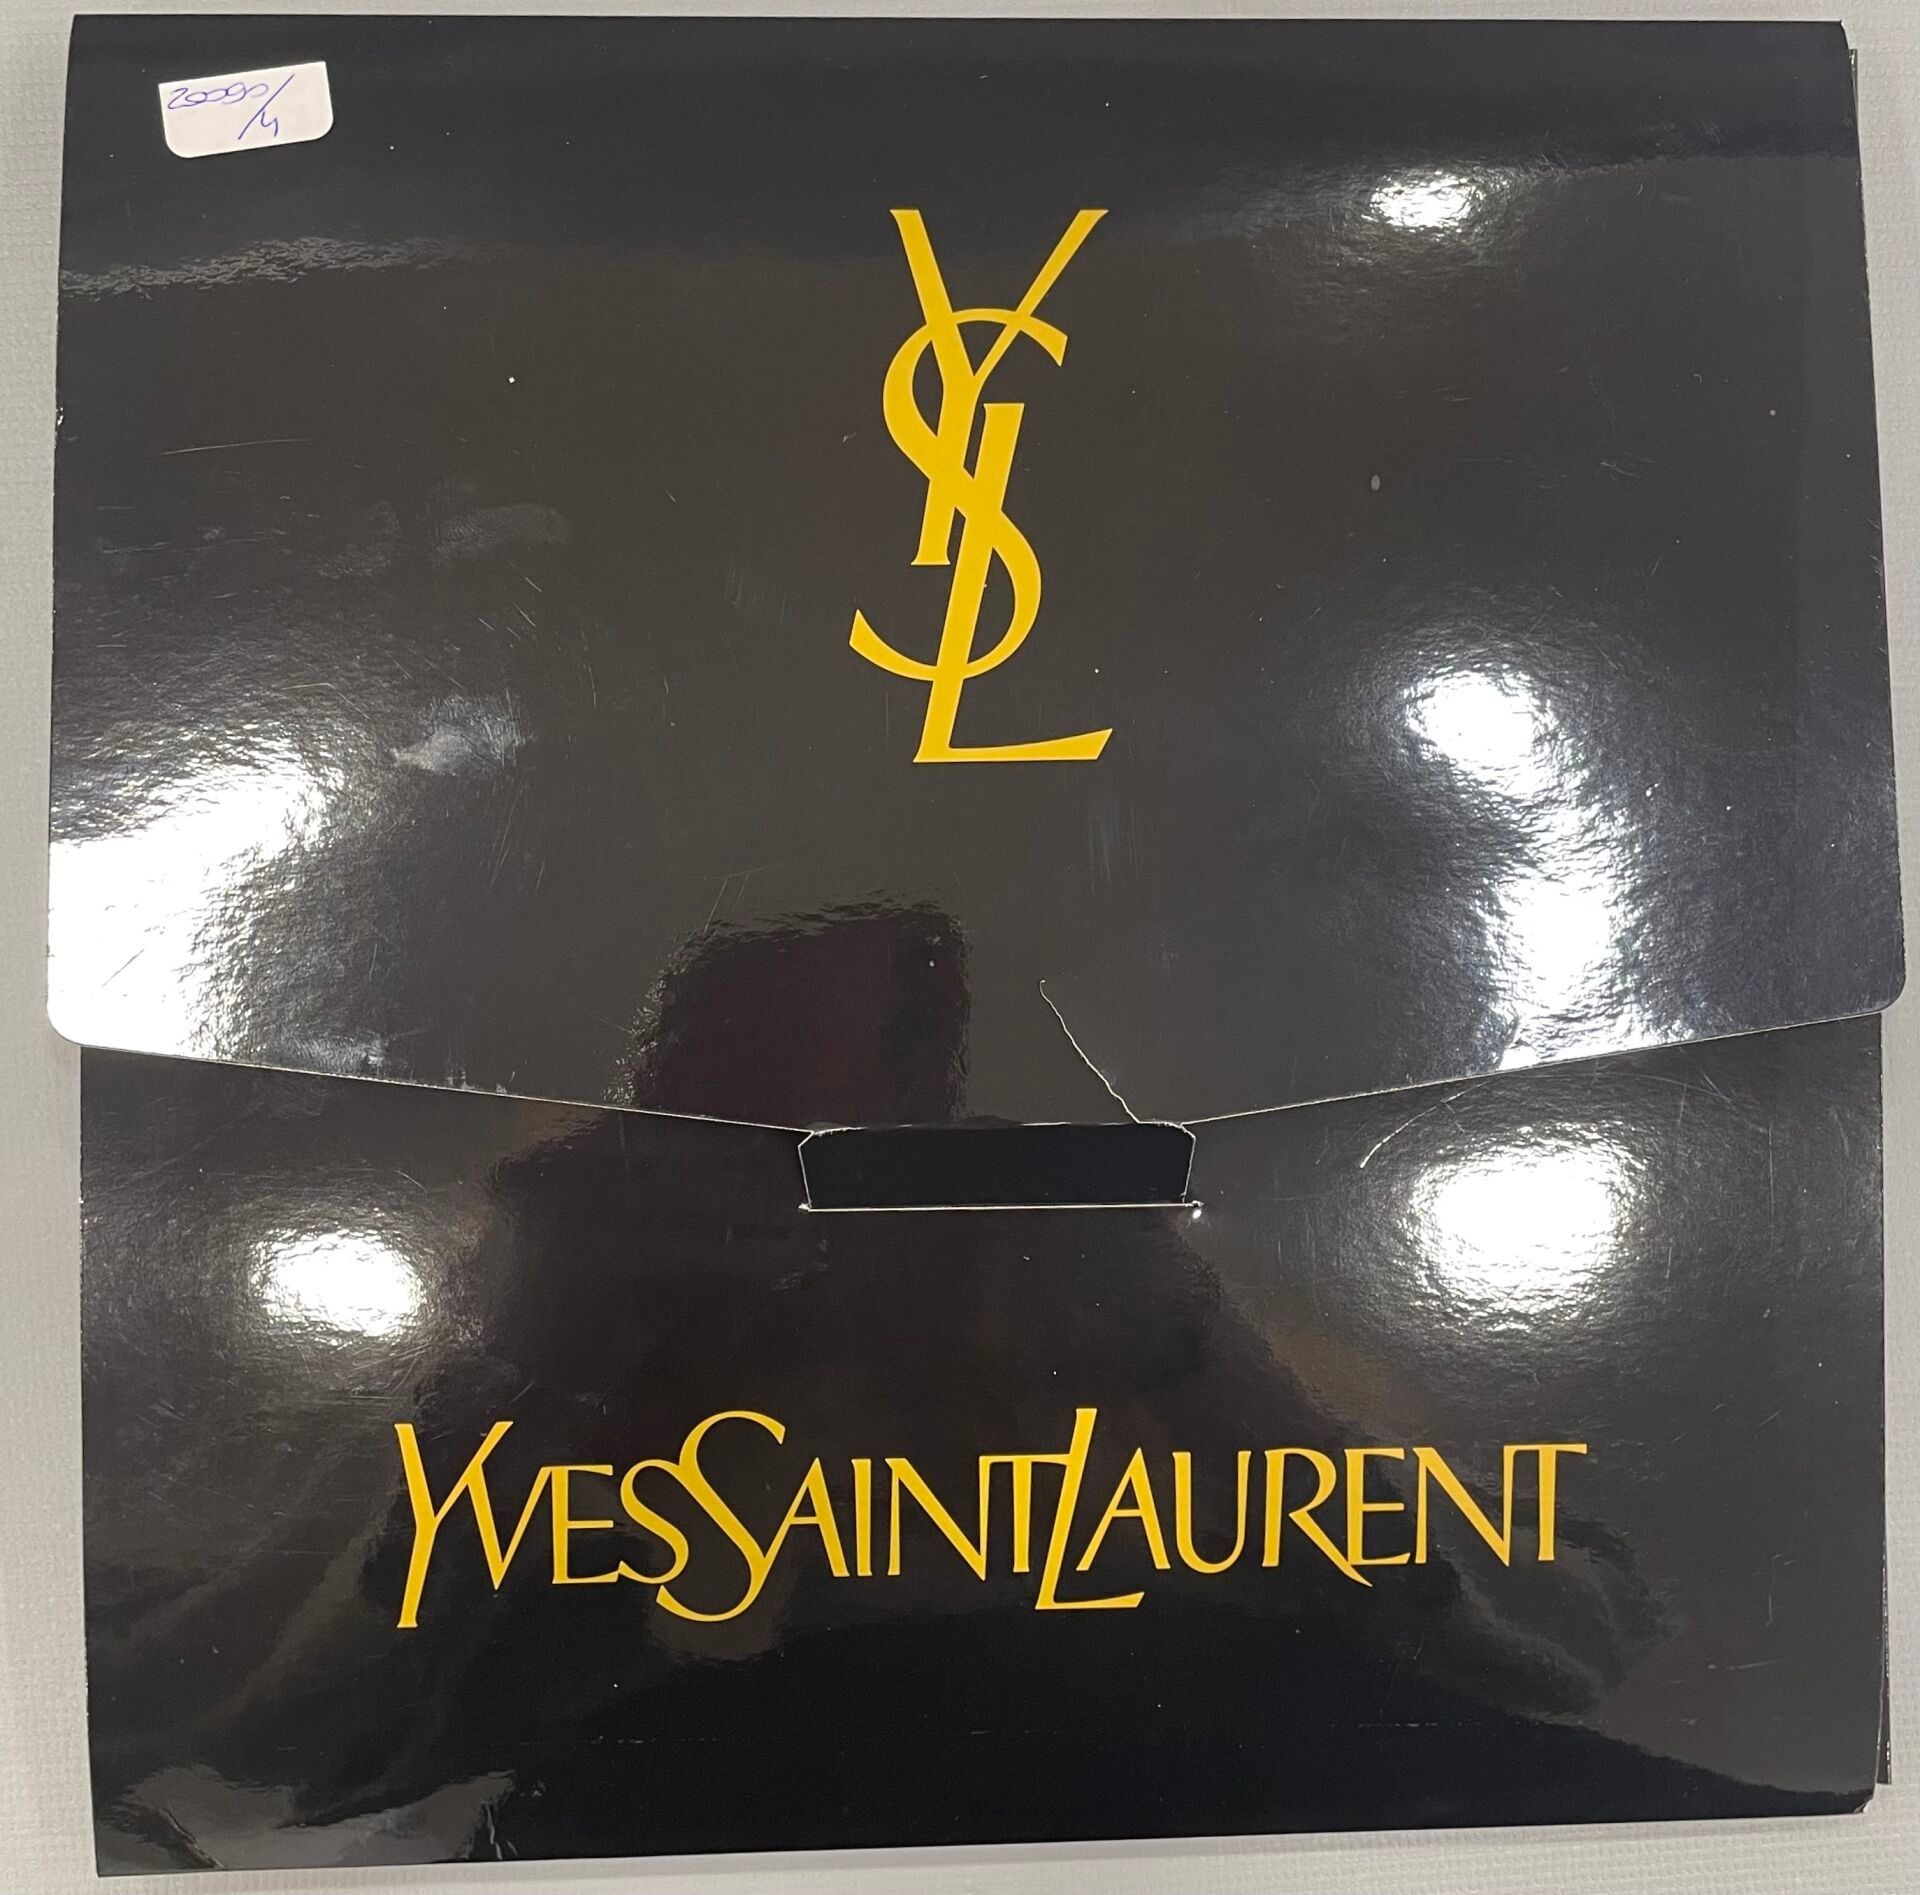 20090/
4
YSL
YVESSAINTLAURENT